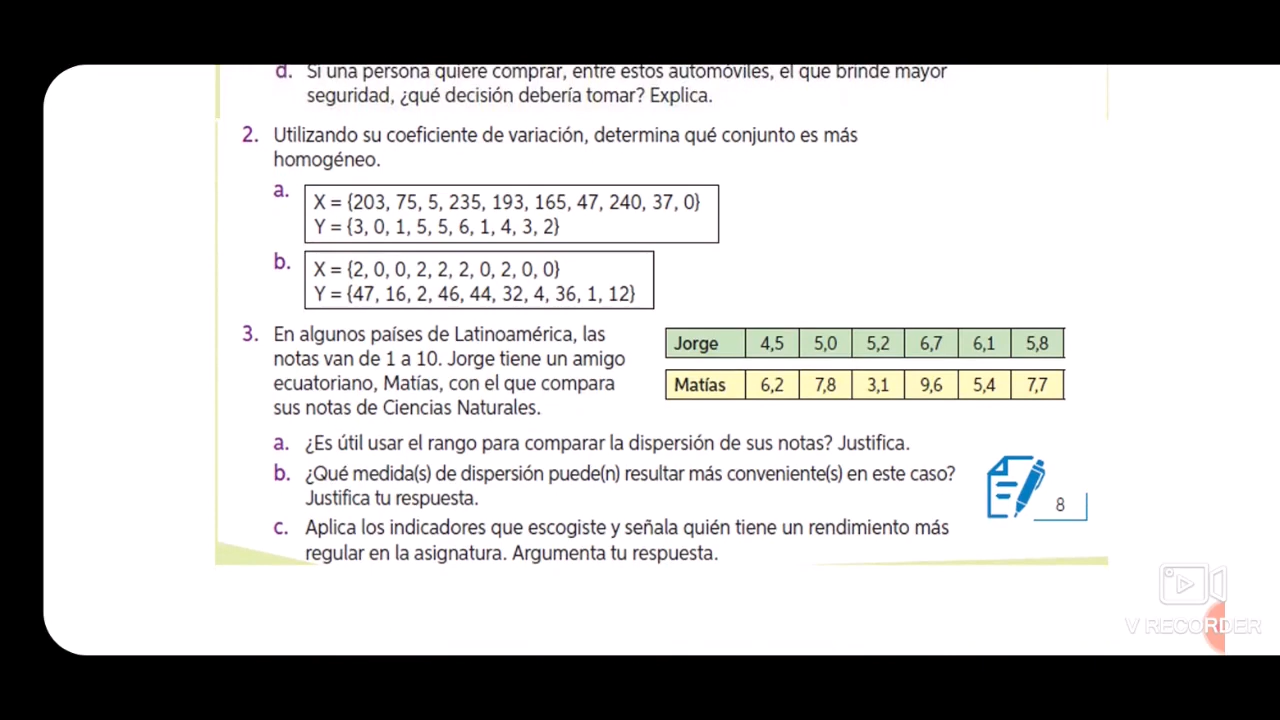 d. Si una persona quiere comprar, entre estos automóviles, el que brinde mayor
seguridad, ¿qué decisión debería tomar? Explica.
2. Utilizando su coeficiente de variación, determina qué conjunto es más
homogéneo.
a. X = {203, 75, 5, 235, 193, 165, 47, 240, 37, 0}
Y = {3, 0, 1, 5, 5, 6, 1, 4, 3, 2}
b. X = {2, 0, 0, 2, 2, 2, 0, 2, 0, 0}
Y = {47, 16, 2, 46, 44, 32, 4, 36, 1, 12}
3. En algunos países de Latinoamérica, las
notas van de 1 a 10. Jorge tiene un amigo
ecuatoriano, Matías, con el que compara
sus notas de Ciencias Naturales.
Jorge 4,5 5,0 5,2 6,7 6,1 5,8
Matías 6,2 7,8 3,1 9,6 5,4 7,7
a. ¿Es útil usar el rango para comparar la dispersión de sus notas? Justifica.
b. ¿Qué medida(s) de dispersión puede(n) resultar más conveniente(s) en este caso?
Justifica tu respuesta.
c. Aplica los indicadores que escogiste y señala quién tiene un rendimiento más
regular en la asignatura. Argumenta tu respuesta.
8
V RECORDER